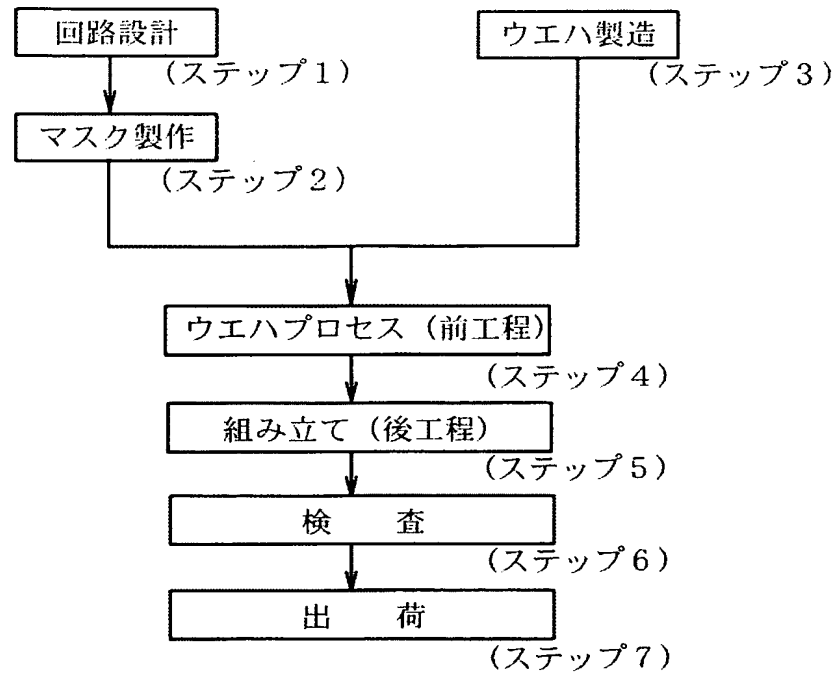 回路設計
(ステップ1)
ウエハ製造
(ステップ3)
マスク製作
(ステップ2)
ウエハプロセス (前工程)
(ステップ4)
組み立て (後工程)
(ステップ5)
検 査
(ステップ6)
出 荷
(ステップ7)